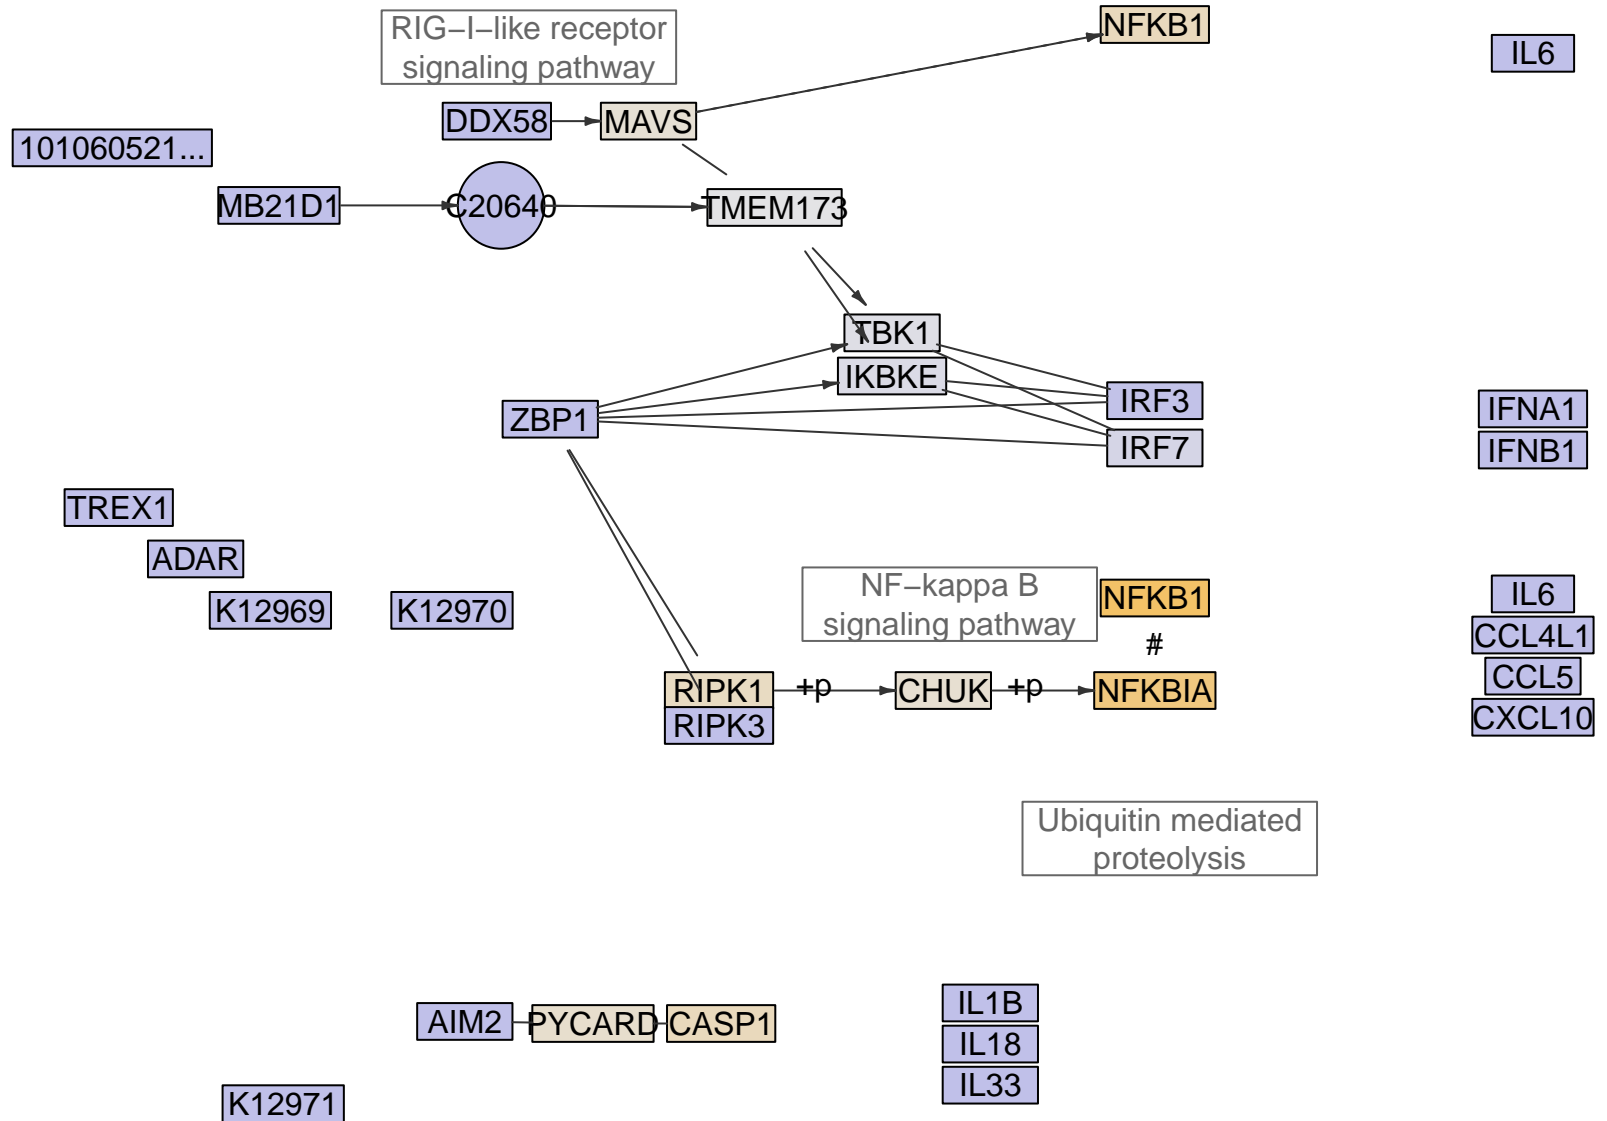 RIG−I−like receptor
signaling pathway
NFKB1
IL6
DDX58
MAVS
101060521...
MB21D1
C20640
TMEM173
TBK1
IKBKE
ZBP1
IRF3
IRF7
IFNA1
IFNB1
TREX1
ADAR
K12969
K12970
NF−kappa B
signaling pathway
NFKB1
#
IL6
CCL4L1
CCL5
CXCL10
RIPK1
+p
CHUK
+p
NFKBIA
RIPK3
Ubiquitin mediated
proteolysis
AIM2
PYCARD
CASP1
IL1B
IL18
IL33
K12971